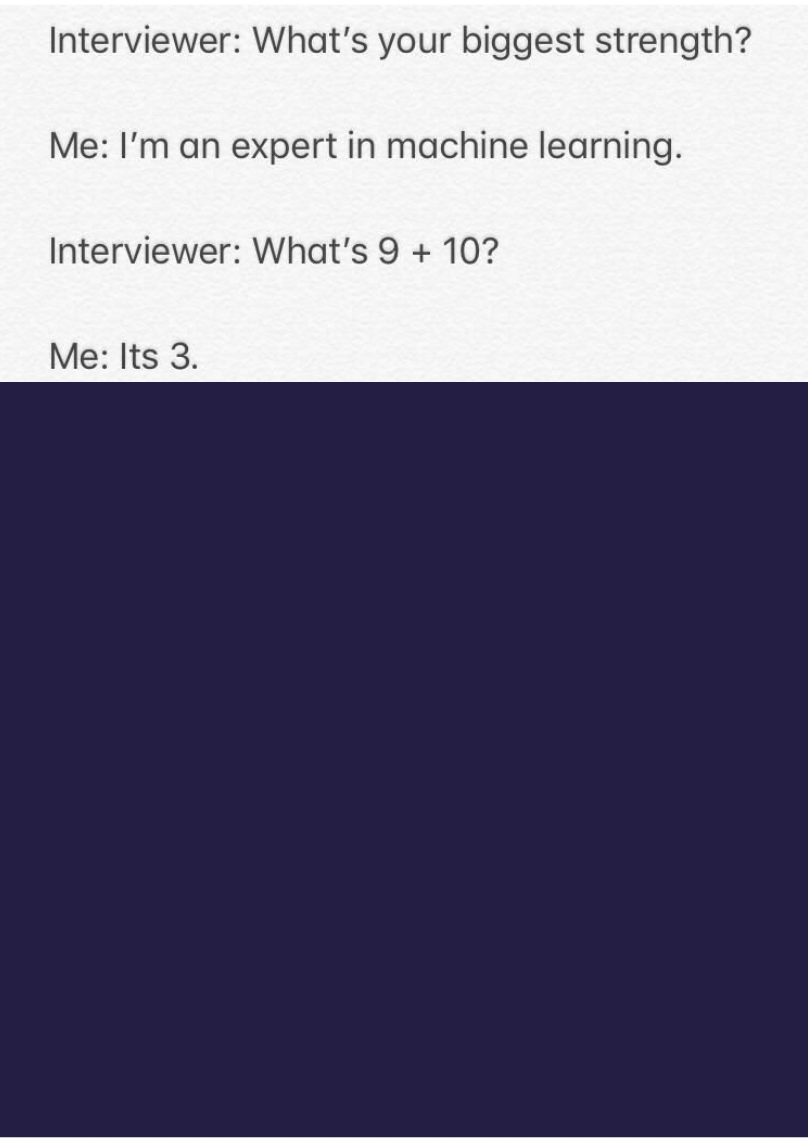 Interviewer: What’s your biggest strength?
Me: I’m an expert in machine learning.
Interviewer: What’s 9 + 10?
Me: Its 3.